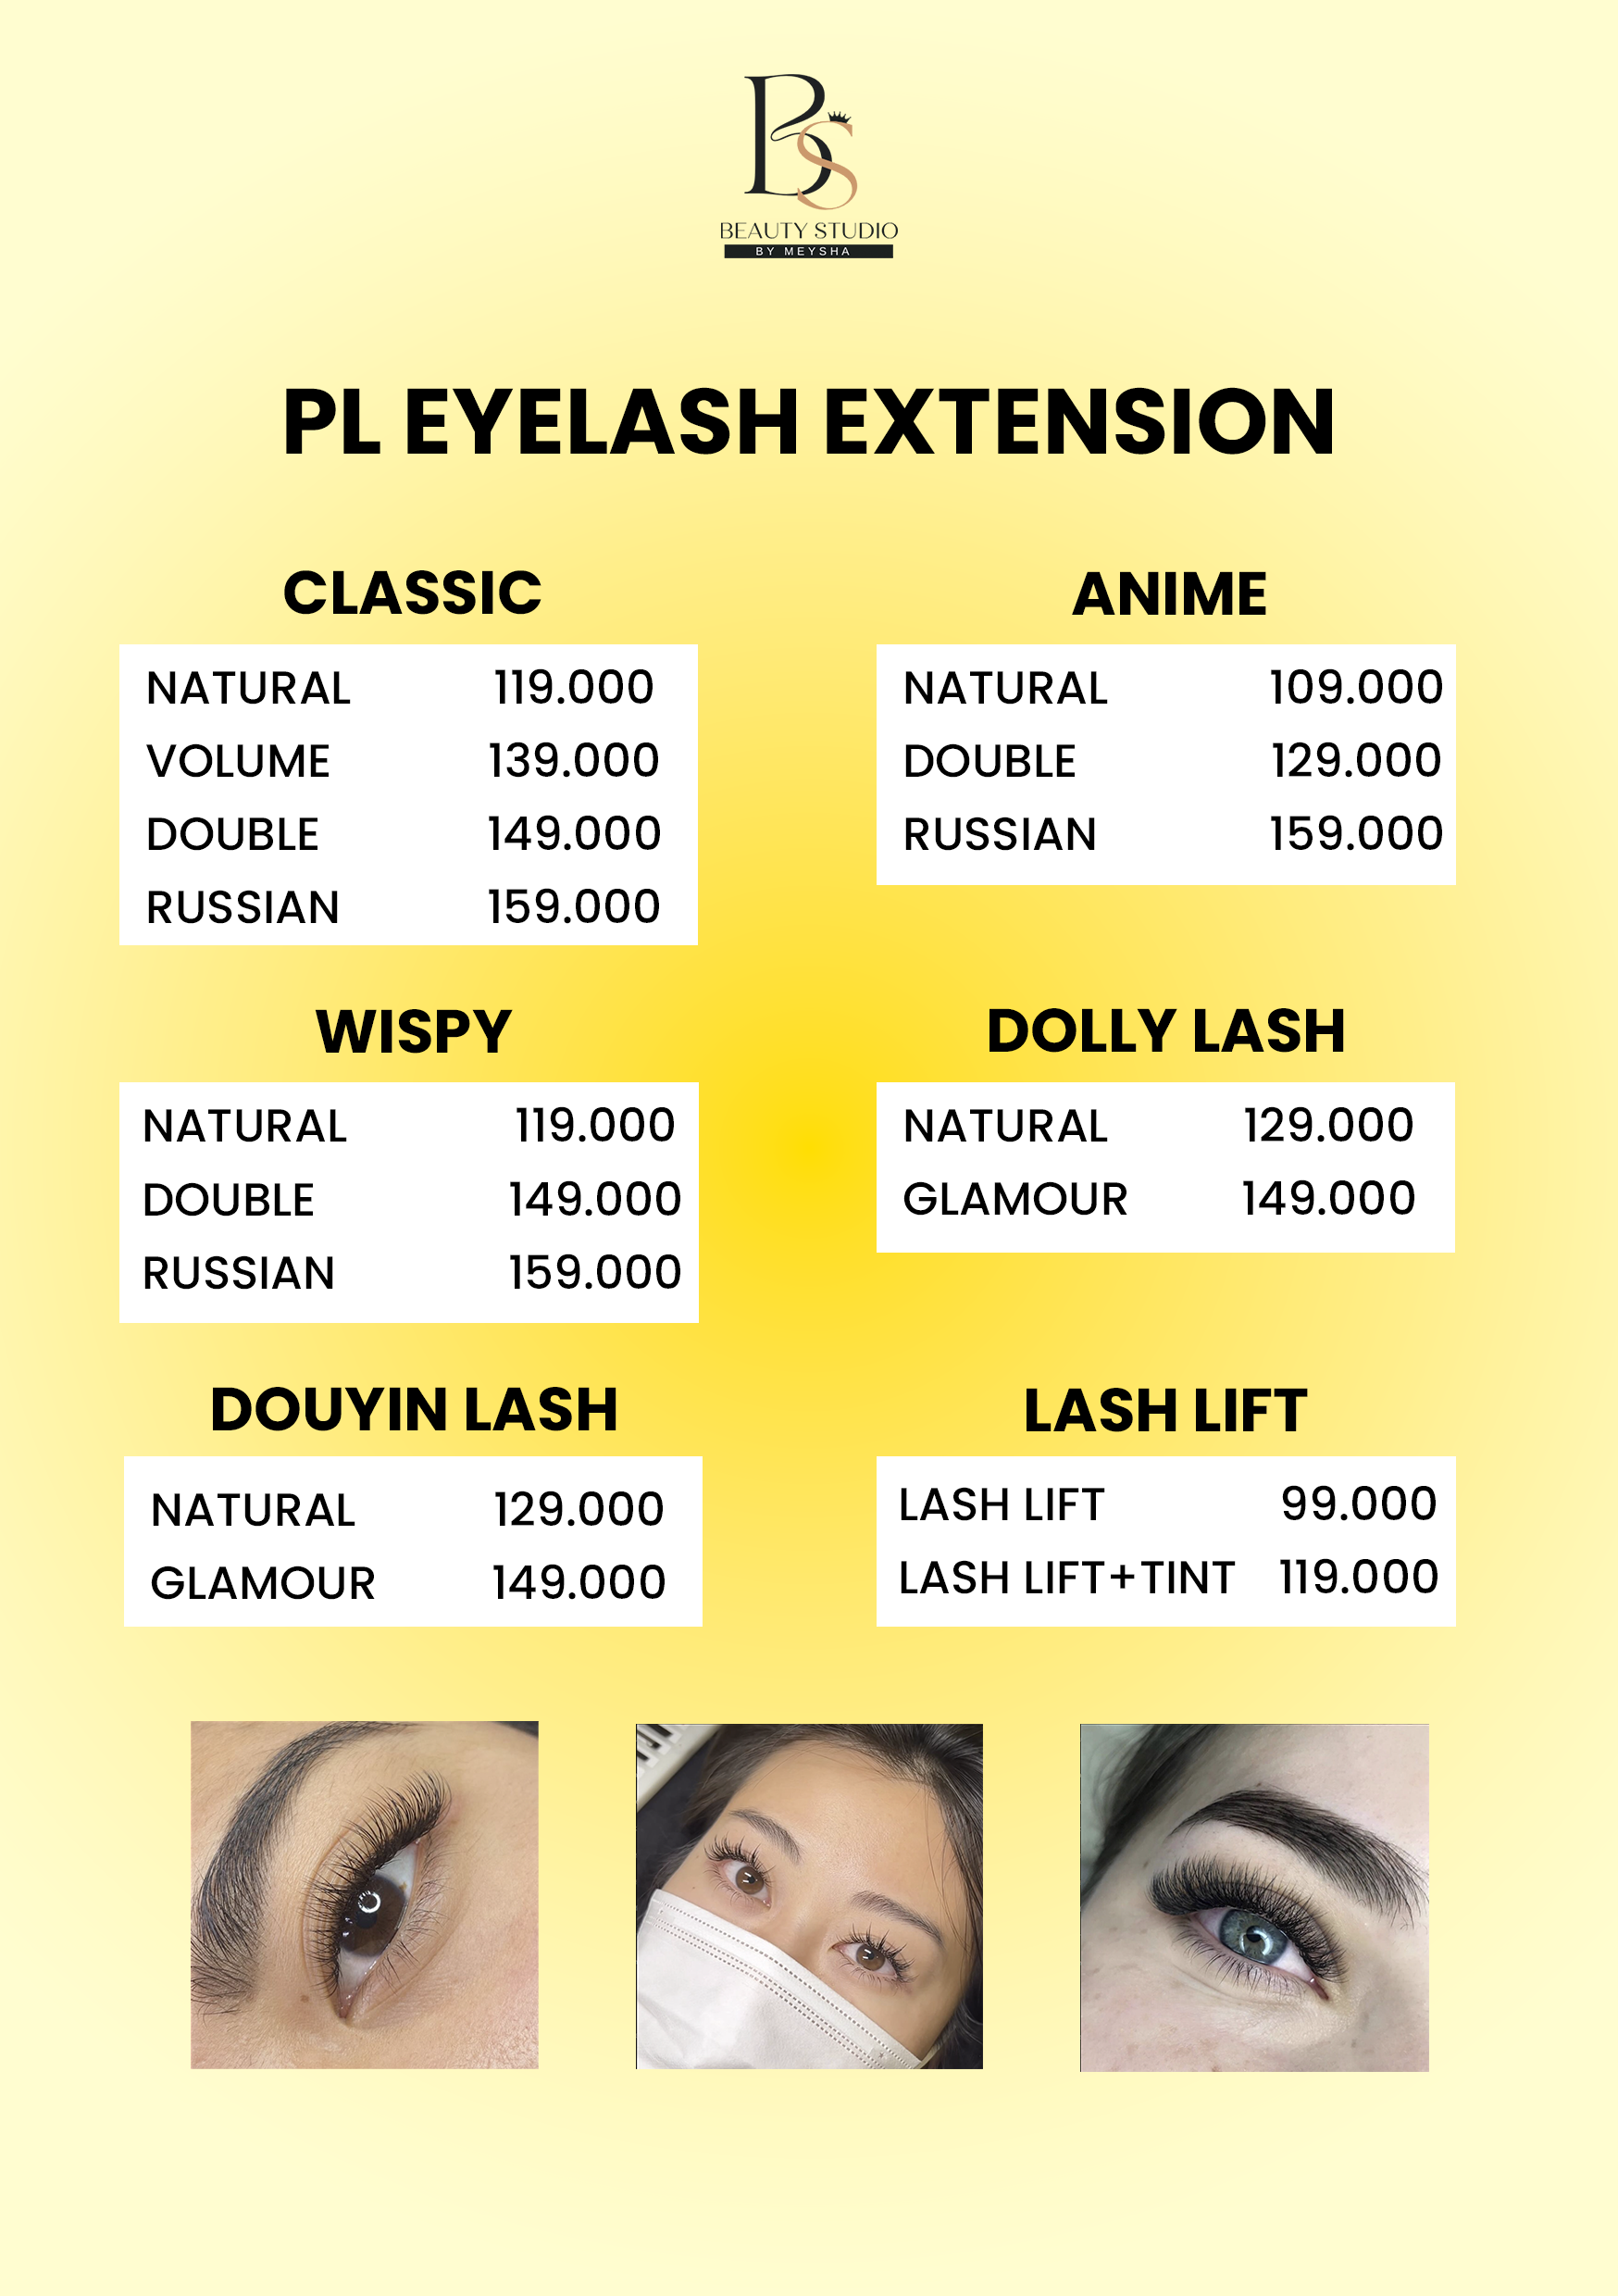 BS
BEAUTY STUDIO
BY MEYSHA
PL EYELASH EXTENSION
CLASSIC
NATURAL 119.000
VOLUME 139.000
DOUBLE 149.000
RUSSIAN 159.000
ANIME
NATURAL 109.000
DOUBLE 129.000
RUSSIAN 159.000
WISPY
NATURAL 119.000
DOUBLE 149.000
RUSSIAN 159.000
DOLLY LASH
NATURAL 129.000
GLAMOUR 149.000
DOUYIN LASH
NATURAL 129.000
GLAMOUR 149.000
LASH LIFT
LASH LIFT 99.000
LASH LIFT+TINT 119.000